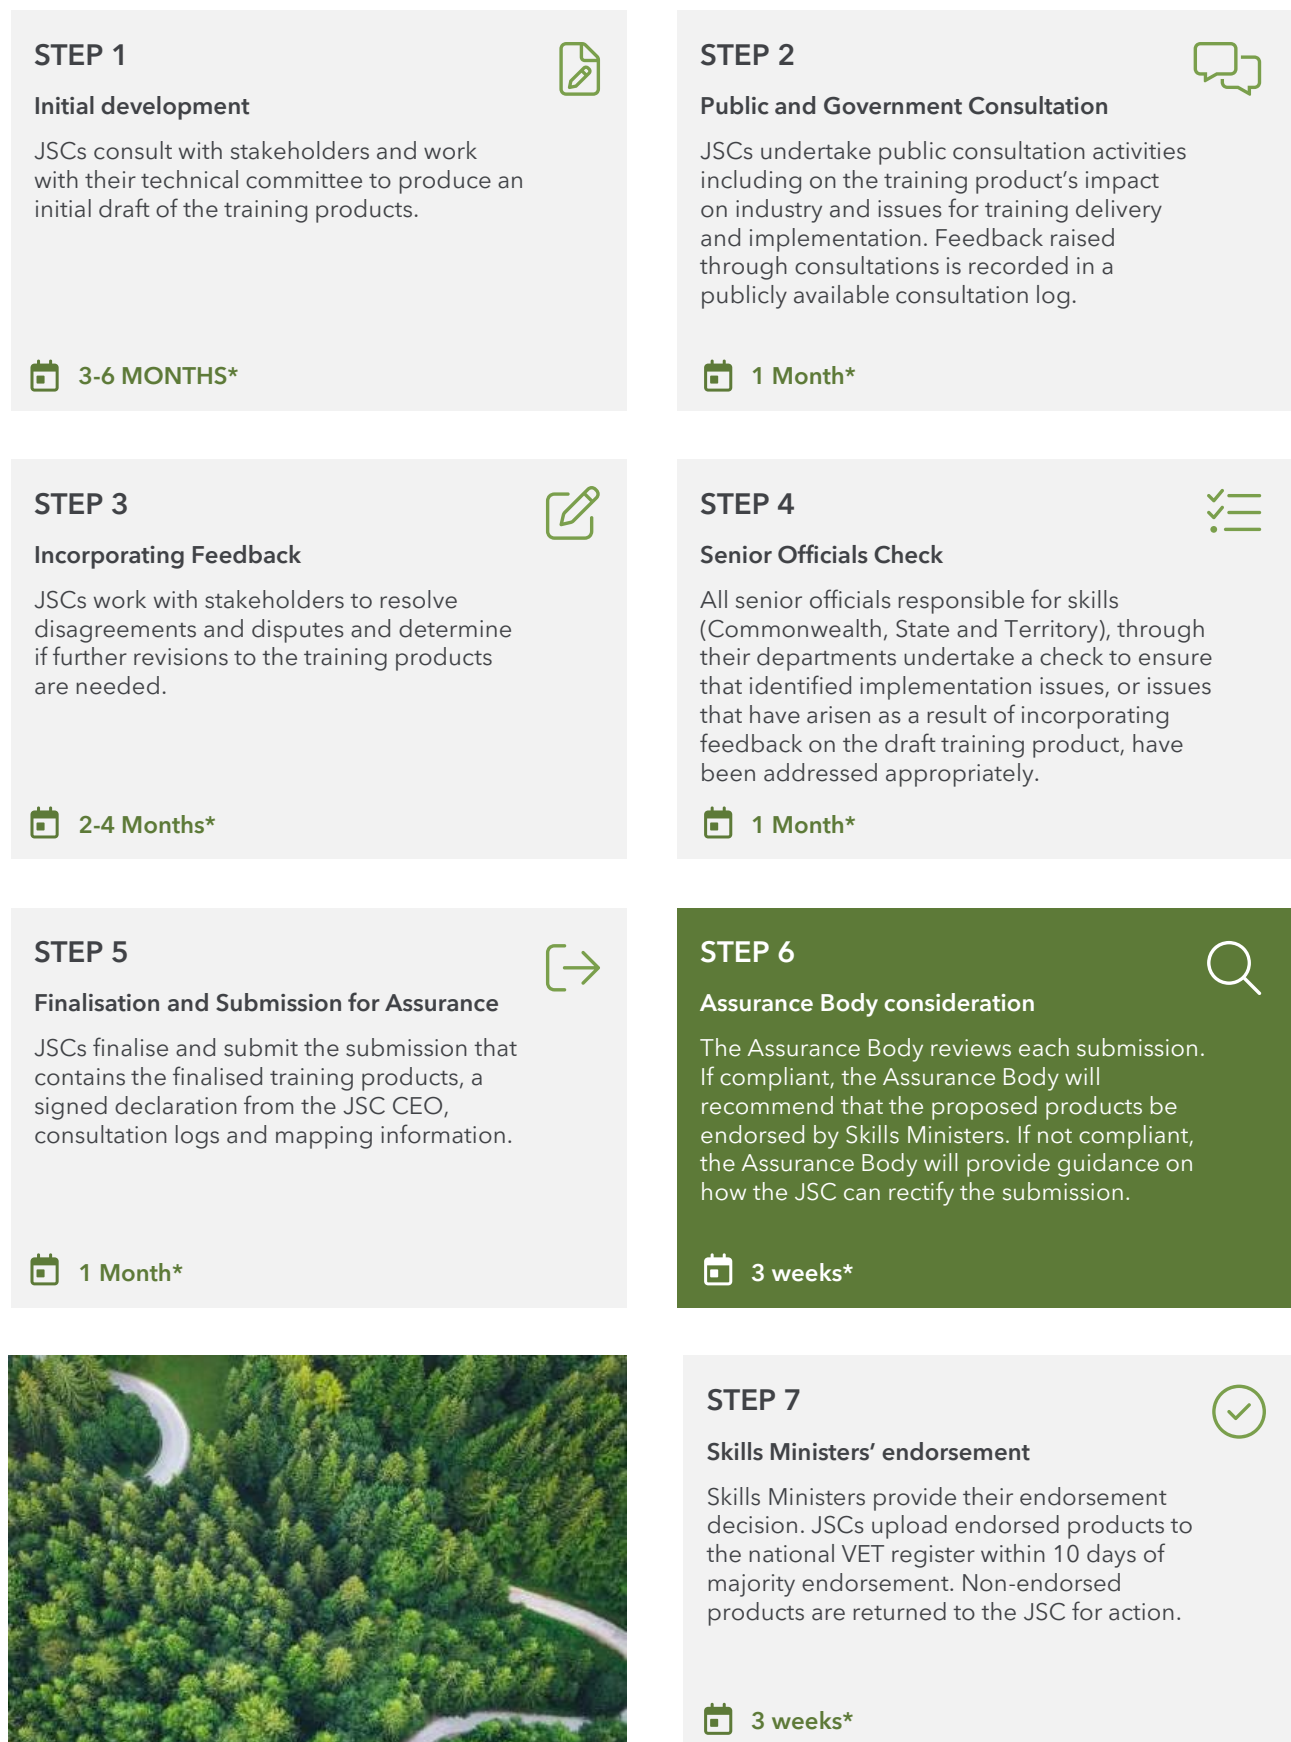 STEP 1
Initial development
JSCs consult with stakeholders and work
with their technical committee to produce an
initial draft of the training products.
3-6 MONTHS*
STEP 2
Public and Government Consultation
JSCs undertake public consultation activities
including on the training product’s impact
on industry and issues for training delivery
and implementation. Feedback raised
through consultations is recorded in a
publicly available consultation log.
1 Month*
STEP 3
Incorporating Feedback
JSCs work with stakeholders to resolve
disagreements and disputes and determine
if further revisions to the training products
are needed.
2-4 Months*
STEP 4
Senior Officials Check
All senior officials responsible for skills
(Commonwealth, State and Territory), through
their departments undertake a check to ensure
that identified implementation issues, or issues
that have arisen as a result of incorporating
feedback on the draft training product, have
been addressed appropriately.
1 Month*
STEP 5
Finalisation and Submission for Assurance
JSCs finalise and submit the submission that
contains the finalised training products, a
signed declaration from the JSC CEO,
consultation logs and mapping information.
1 Month*
STEP 6
Assurance Body consideration
The Assurance Body reviews each submission.
If compliant, the Assurance Body will
recommend that the proposed products be
endorsed by Skills Ministers. If not compliant,
the Assurance Body will provide guidance on
how the JSC can rectify the submission.
3 weeks*
STEP 7
Skills Ministers’ endorsement
Skills Ministers provide their endorsement
decision. JSCs upload endorsed products to
the national VET register within 10 days of
majority endorsement. Non-endorsed
products are returned to the JSC for action.
3 weeks*